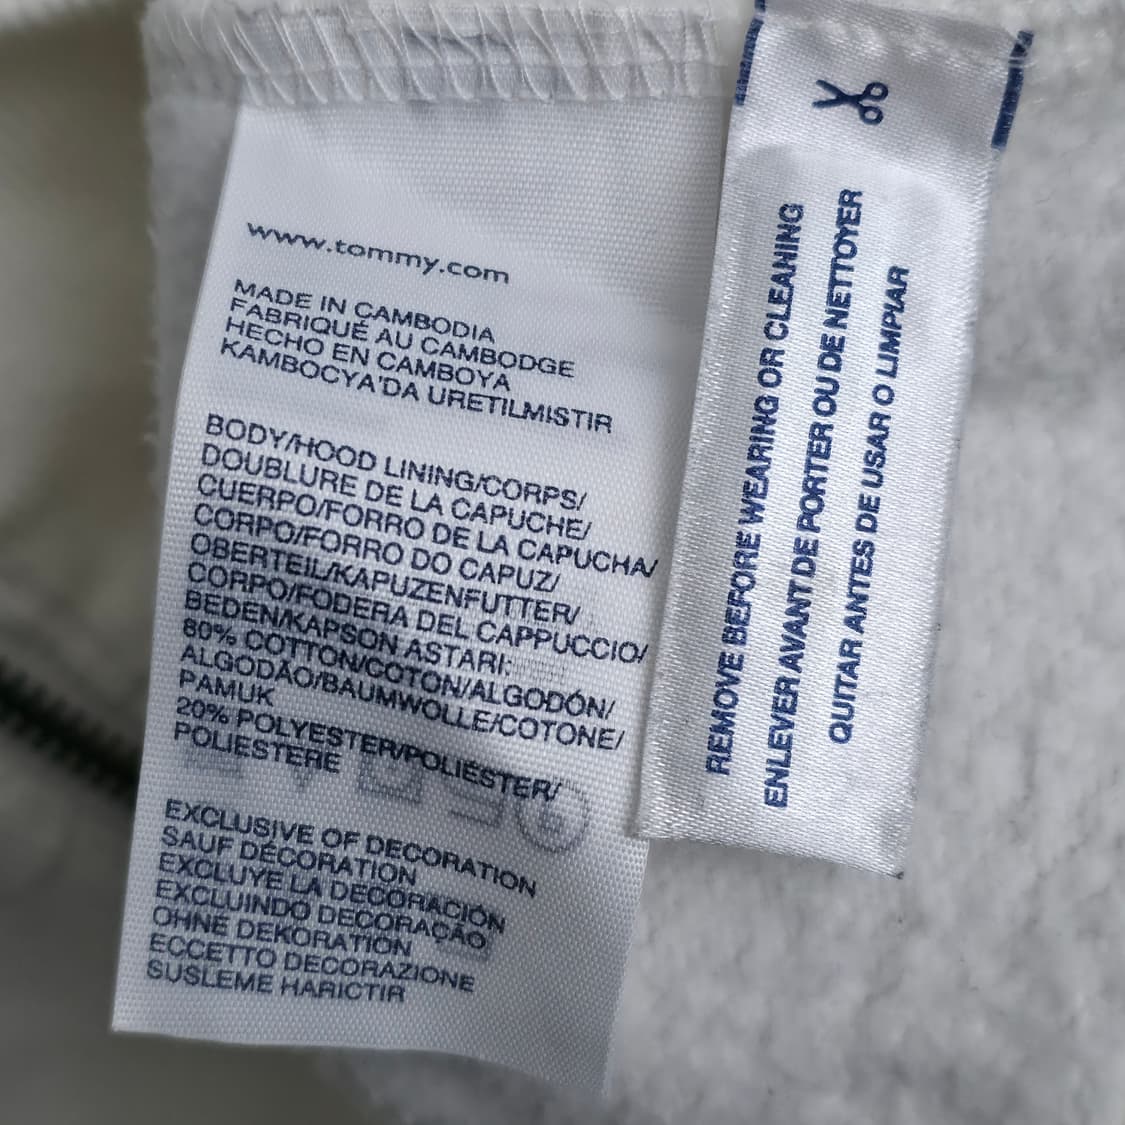 www.tommy.com
MADE IN CAMBODIA
FABRIQUÉ AU CAMBODGE
HECHO EN CAMBOYA
KAMBOCYA'DA URETILMISTIR
BODY/HOOD LINING/CORPS/
DOUBLURE DE LA CAPUCHE/
CUERPO/FORRO DE LA CAPUCHA/
CORPO/FORRO DO CAPUZ/
OBERTEIL/KAPUZENFUTTER/
CORPO/FODERA DEL CAPPUCCIO/
BEDEN/KAPSON ASTARI:
80% COTTON/COTON/ALGODÓN/
ALGODÃO/BAUMWOLLE/COTONE/
PAMUK
20% POLYESTER/POLIÉSTER/
POLIESTERE
EXCLUSIVE OF DECORATION
SAUF DÉCORATION
EXCLUYE LA DECORACIÓN
EXCLUINDO DECORAÇÃO
OHNE DEKORATION
ECCETTO DECORAZIONE
SUSLEME HARICTIR
REMOVE BEFORE WEARING OR CLEANING
ENLEVER AVANT DE PORTER OU DE NETTOYER
QUITAR ANTES DE USAR O LIMPIAR